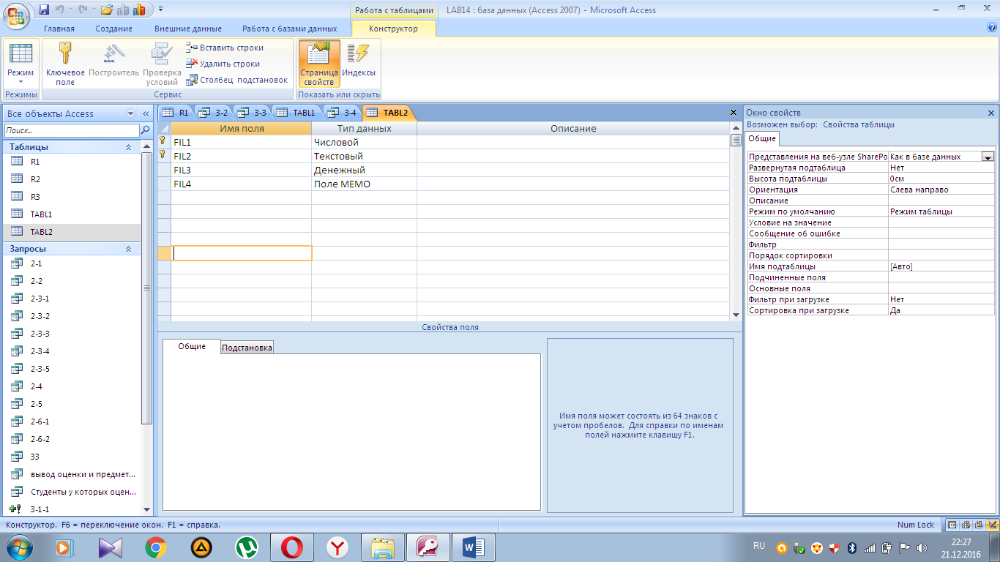 Работа с таблицами
LAB14 : база данных (Access 2007) - Microsoft Access
Главная Создание Внешние данные Работа с базами данных Конструктор
Режим
Режимы
Ключевое поле
Построитель
Проверка условий
Вставить строки
Удалить строки
Столбец подстановок
Сервис
Страница свойств
Индексы
Показать или скрыть
Все объекты Access
Поиск...
Таблицы
R1
R2
R3
TABL1
TABL2
Запросы
2-1
2-2
2-3-1
2-3-2
2-3-3
2-3-4
2-3-5
2-4
2-5
2-6-1
2-6-2
33
вывод оценки и предмет...
Студенты у которых оцен...
3-1-1
R1 3-2 3-3 TABL1 3-4 TABL2
Имя поля Тип данных Описание
FIL1 Числовой
FIL2 Текстовый
FIL3 Денежный
FIL4 Поле МЕМО
Свойства поля
Общие Подстановка
Имя поля может состоять из 64 знаков с
учетом пробелов. Для справки по именам
полей нажмите клавишу F1.
Окно свойств
Возможен выбор: Свойства таблицы
Общие
Представления на веб-узле SharePo Как в базе данных
Развернутая подтаблица Нет
Высота подтаблицы 0см
Ориентация Слева направо
Описание
Режим по умолчанию Режим таблицы
Условие на значение
Сообщение об ошибке
Фильтр
Порядок сортировки
Имя подтаблицы [Авто]
Подчиненные поля
Основные поля
Фильтр при загрузке Нет
Сортировка при загрузке Да
Конструктор. F6 = переключение окон. F1 = справка.
Num Lock
RU
22:27
21.12.2016